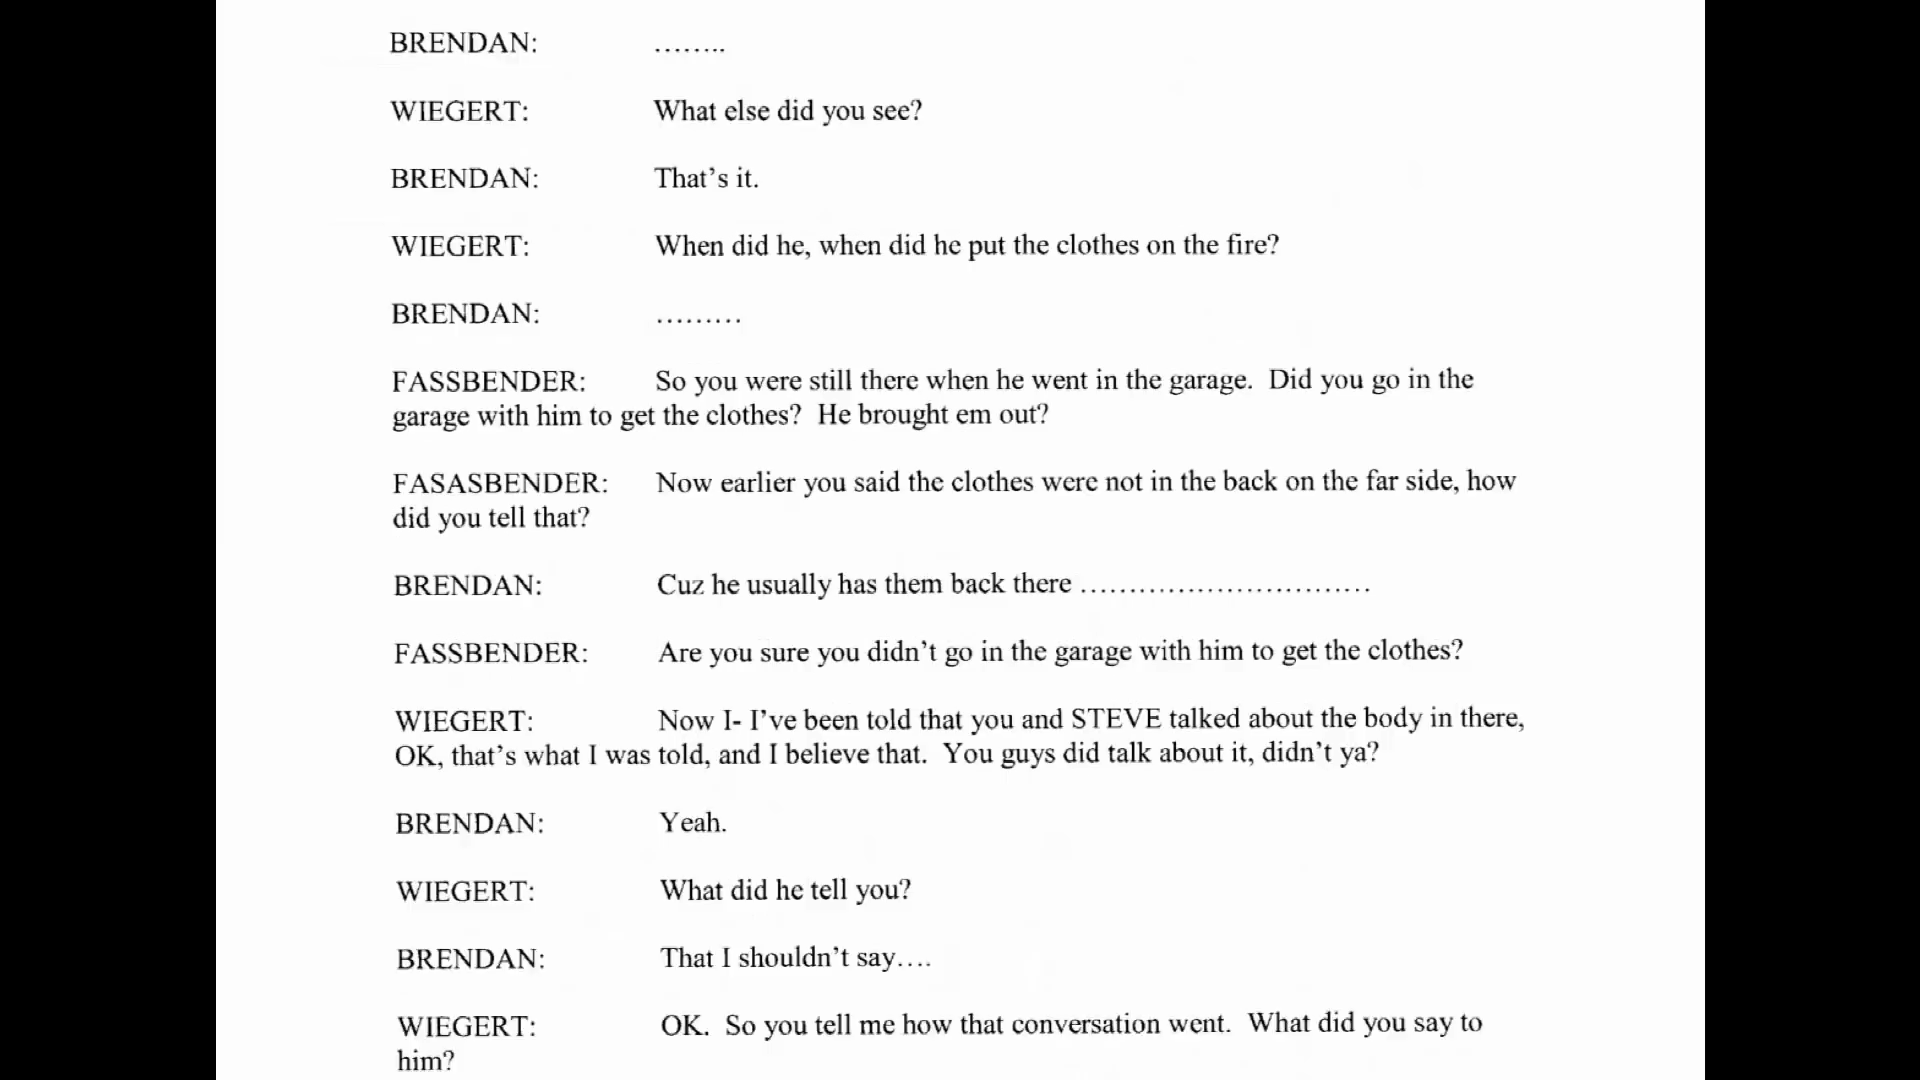 BRENDAN: ........
WIEGERT: What else did you see?
BRENDAN: That's it.
WIEGERT: When did he, when did he put the clothes on the fire?
BRENDAN: .........
FASSBENDER: So you were still there when he went in the garage. Did you go in the
garage with him to get the clothes? He brought em out?
FASASBENDER: Now earlier you said the clothes were not in the back on the far side, how
did you tell that?
BRENDAN: Cuz he usually has them back there .............................
FASSBENDER: Are you sure you didn't go in the garage with him to get the clothes?
WIEGERT: Now I- I've been told that you and STEVE talked about the body in there,
OK, that's what I was told, and I believe that. You guys did talk about it, didn't ya?
BRENDAN: Yeah.
WIEGERT: What did he tell you?
BRENDAN: That I shouldn't say....
WIEGERT: OK. So you tell me how that conversation went. What did you say to
him?